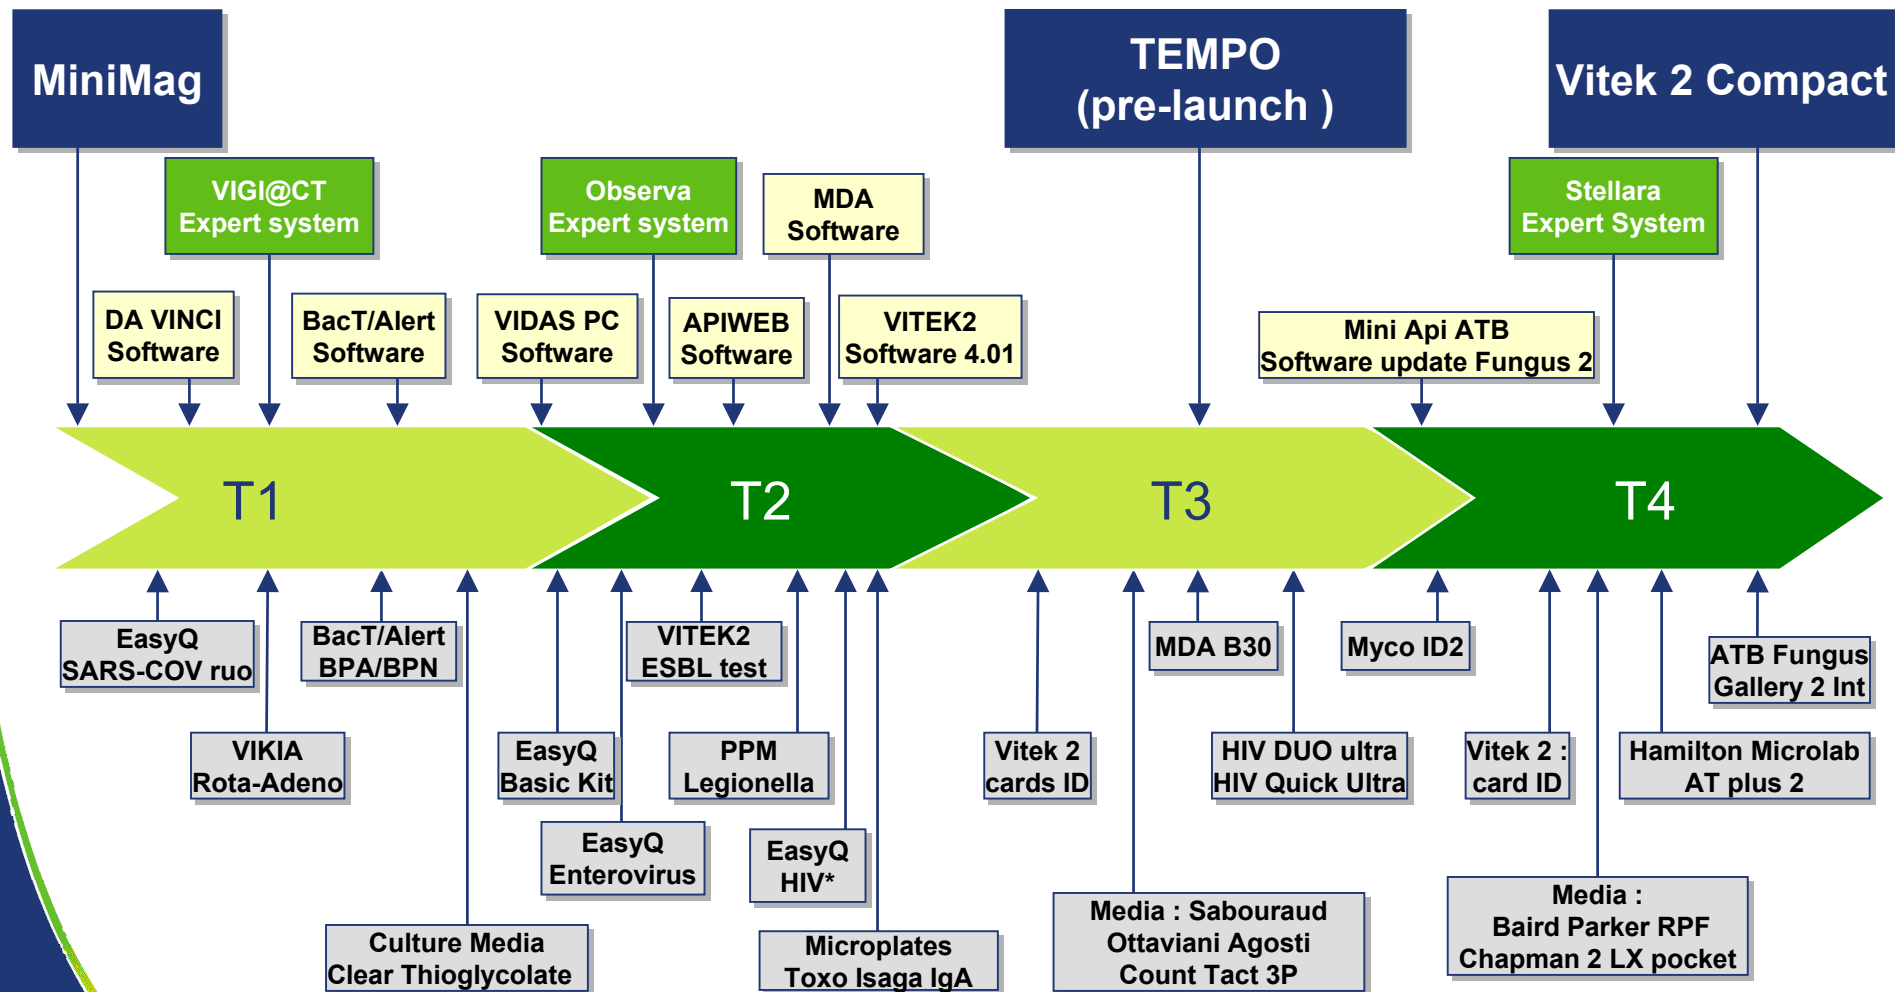 MiniMag
TEMPO
(pre-launch )
Vitek 2 Compact
VIGI@CT
Expert system
Observa
Expert system
MDA
Software
Stellara
Expert System
DA VINCI
Software
BacT/Alert
Software
VIDAS PC
Software
APIWEB
Software
VITEK2
Software 4.01
Mini Api ATB
Software update Fungus 2
T1
T2
T3
T4
EasyQ
SARS-COV ruo
BacT/Alert
BPA/BPN
VITEK2
ESBL test
MDA B30
Myco ID2
ATB Fungus
Gallery 2 Int
VIKIA
Rota-Adeno
EasyQ
Basic Kit
PPM
Legionella
Vitek 2
cards ID
HIV DUO ultra
HIV Quick Ultra
Vitek 2 :
card ID
Hamilton Microlab
AT plus 2
EasyQ
Enterovirus
EasyQ
HIV*
Culture Media
Clear Thioglycolate
Microplates
Toxo Isaga IgA
Media : Sabouraud
Ottaviani Agosti
Count Tact 3P
Media :
Baird Parker RPF
Chapman 2 LX pocket